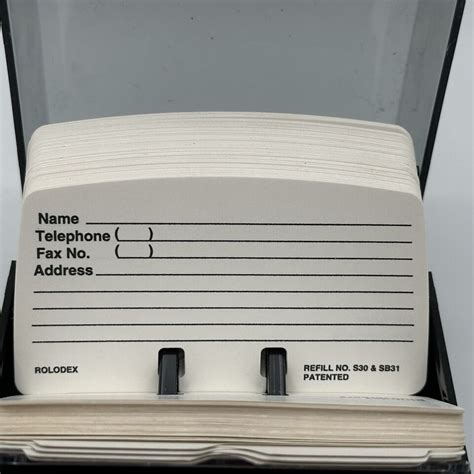 Name
Telephone ( )
Fax No. ( )
Address
ROLODEX
REFILL NO. S30 & SB31
PATENTED